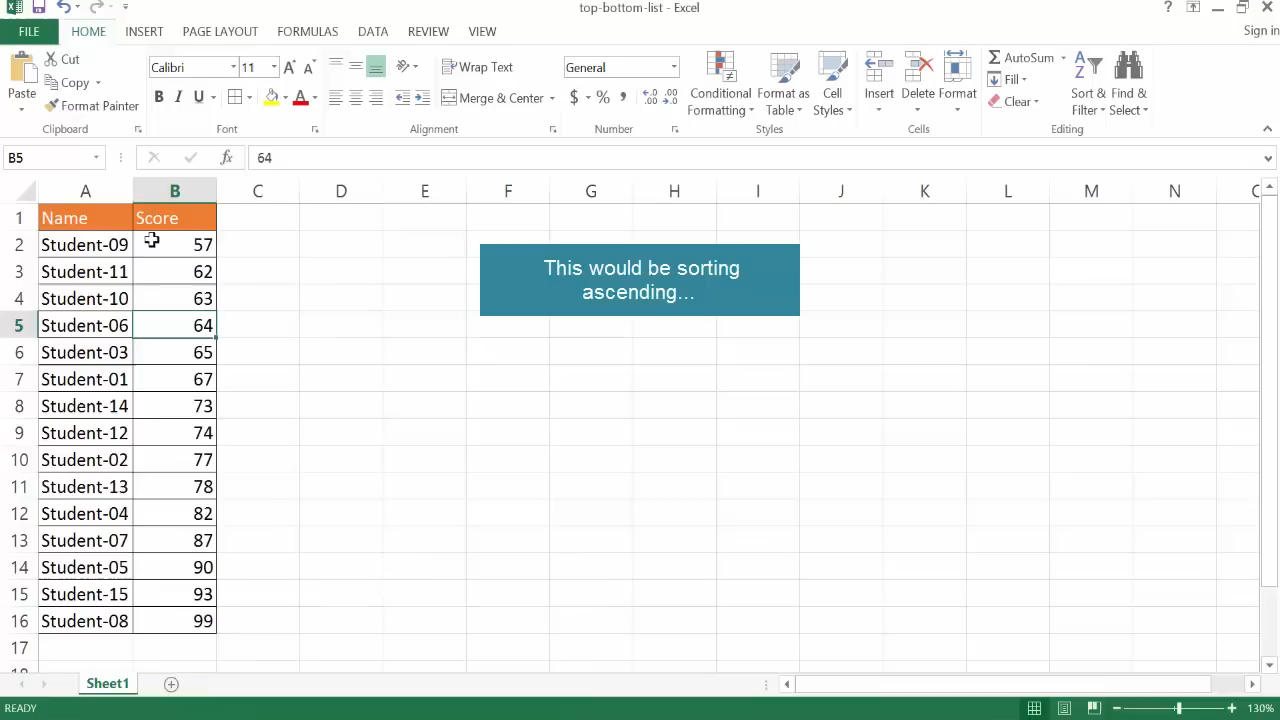 top-bottom-list - Excel
?
FILE HOME INSERT PAGE LAYOUT FORMULAS DATA REVIEW VIEW Sign in
Paste
Cut
Copy
Format Painter
Clipboard
Calibri 11
B I U
Font
Wrap Text
Merge & Center
Alignment
General
$ % ,
Number
Conditional Formatting
Format as Table
Cell Styles
Styles
Insert Delete Format
Cells
AutoSum
Fill
Clear
Sort & Filter
Find & Select
Editing
B5 fx 64
A B C D E F G H I J K L M N
1 Name Score
2 Student-09 57
3 Student-11 62
4 Student-10 63
5 Student-06 64
6 Student-03 65
7 Student-01 67
8 Student-14 73
9 Student-12 74
10 Student-02 77
11 Student-13 78
12 Student-04 82
13 Student-07 87
14 Student-05 90
15 Student-15 93
16 Student-08 99
17
This would be sorting
ascending...
Sheet1
READY 130%